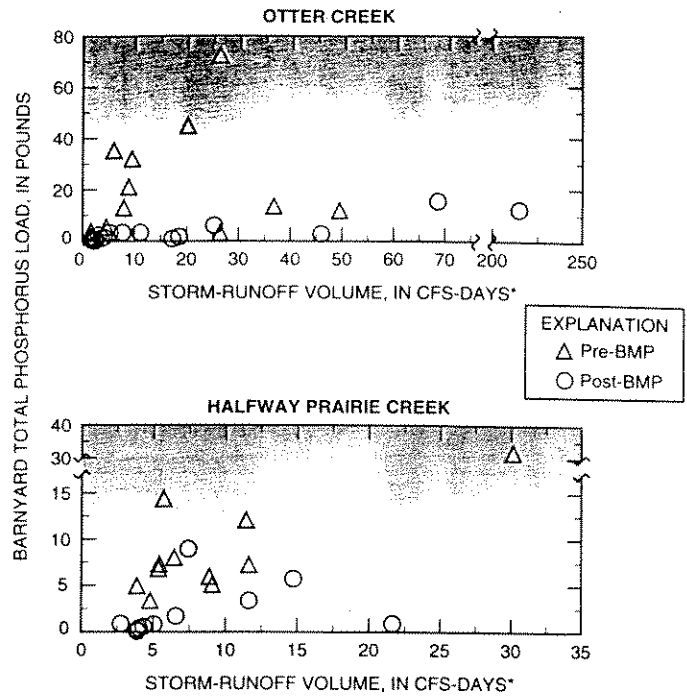 OTTER CREEK
BARNYARD TOTAL PHOSPHORUS LOAD, IN POUNDS
80
60
40
20
0
0 10 20 30 40 50 60 70 200 250
STORM-RUNOFF VOLUME, IN CFS-DAYS*
EXPLANATION
Pre-BMP
Post-BMP
HALFWAY PRAIRIE CREEK
40
30
15
10
5
0
0 5 10 15 20 25 30 35
STORM-RUNOFF VOLUME, IN CFS-DAYS*